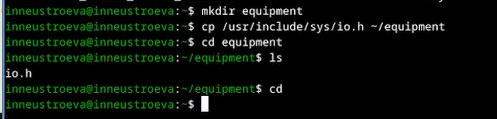 inneustroeva@inneustroeva:~$ mkdir equipment
inneustroeva@inneustroeva:~$ cp /usr/include/sys/io.h ~/equipment
inneustroeva@inneustroeva:~$ cd equipment
inneustroeva@inneustroeva:~/equipment$ ls
io.h
inneustroeva@inneustroeva:~/equipment$ cd
inneustroeva@inneustroeva:~$